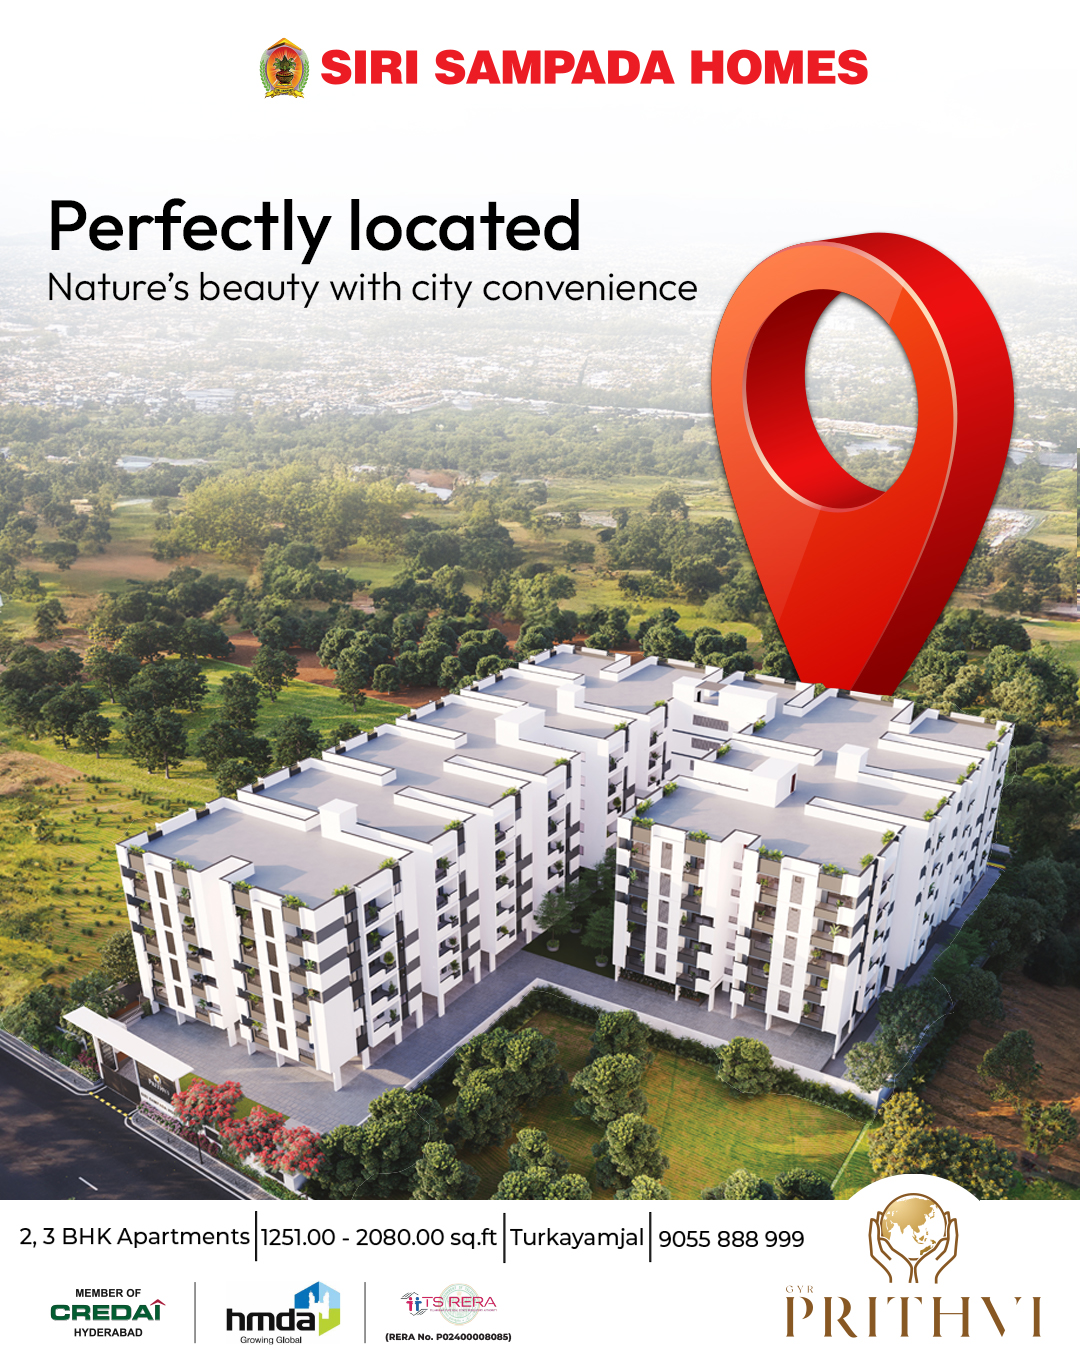 SIRI SAMPADA HOMES
Perfectly located
Nature's beauty with city convenience
2, 3 BHK Apartments | 1251.00 - 2080.00 sq.ft | Turkayamjal | 9055 888 999
MEMBER OF
CREDAI
HYDERABAD
hmda
Growing Global
TS RERA
(RERA No. P02400008085)
GYR
PRITHVI